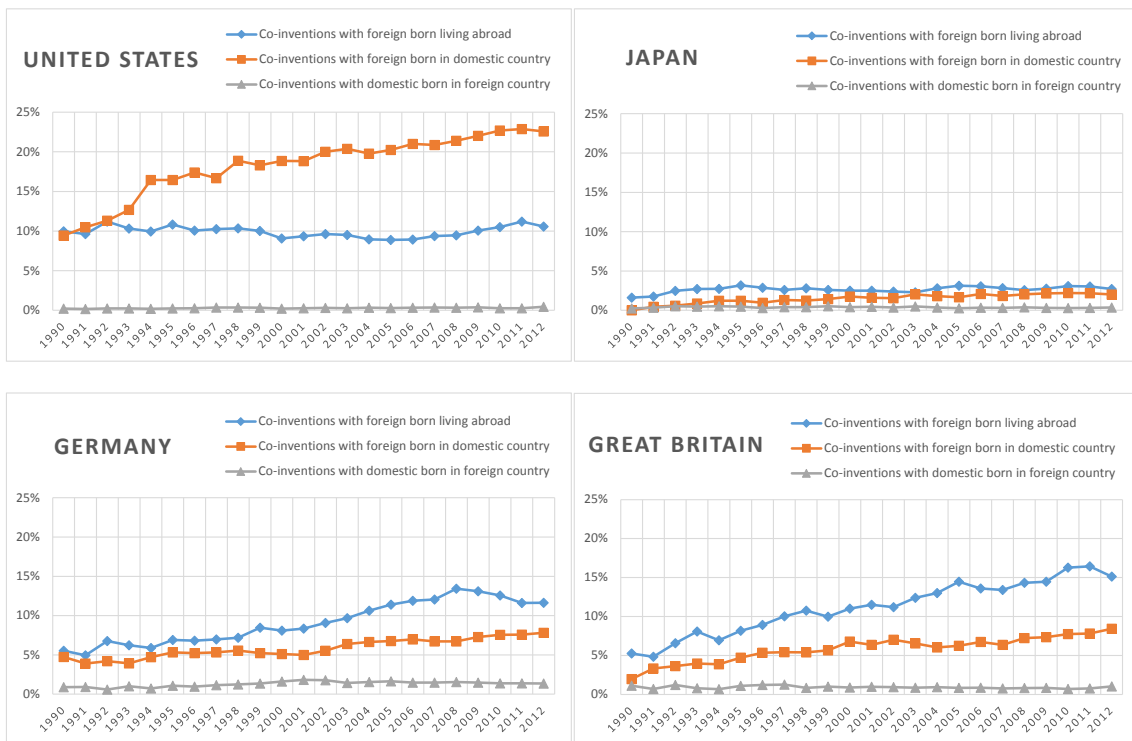 UNITED STATES
Co-inventions with foreign born living abroad
Co-inventions with foreign born in domestic country
Co-inventions with domestic born in foreign country
25%
20%
15%
10%
5%
0%
1990 1991 1992 1993 1994 1995 1996 1997 1998 1999 2000 2001 2002 2003 2004 2005 2006 2007 2008 2009 2010 2011 2012
JAPAN
Co-inventions with foreign born living abroad
Co-inventions with foreign born in domestic country
Co-inventions with domestic born in foreign country
25%
20%
15%
10%
5%
0%
1990 1991 1992 1993 1994 1995 1996 1997 1998 1999 2000 2001 2002 2003 2004 2005 2006 2007 2008 2009 2010 2011 2012
GERMANY
Co-inventions with foreign born living abroad
Co-inventions with foreign born in domestic country
Co-inventions with domestic born in foreign country
25%
20%
15%
10%
5%
0%
1990 1991 1992 1993 1994 1995 1996 1997 1998 1999 2000 2001 2002 2003 2004 2005 2006 2007 2008 2009 2010 2011 2012
GREAT BRITAIN
Co-inventions with foreign born living abroad
Co-inventions with foreign born in domestic country
Co-inventions with domestic born in foreign country
25%
20%
15%
10%
5%
0%
1990 1991 1992 1993 1994 1995 1996 1997 1998 1999 2000 2001 2002 2003 2004 2005 2006 2007 2008 2009 2010 2011 2012